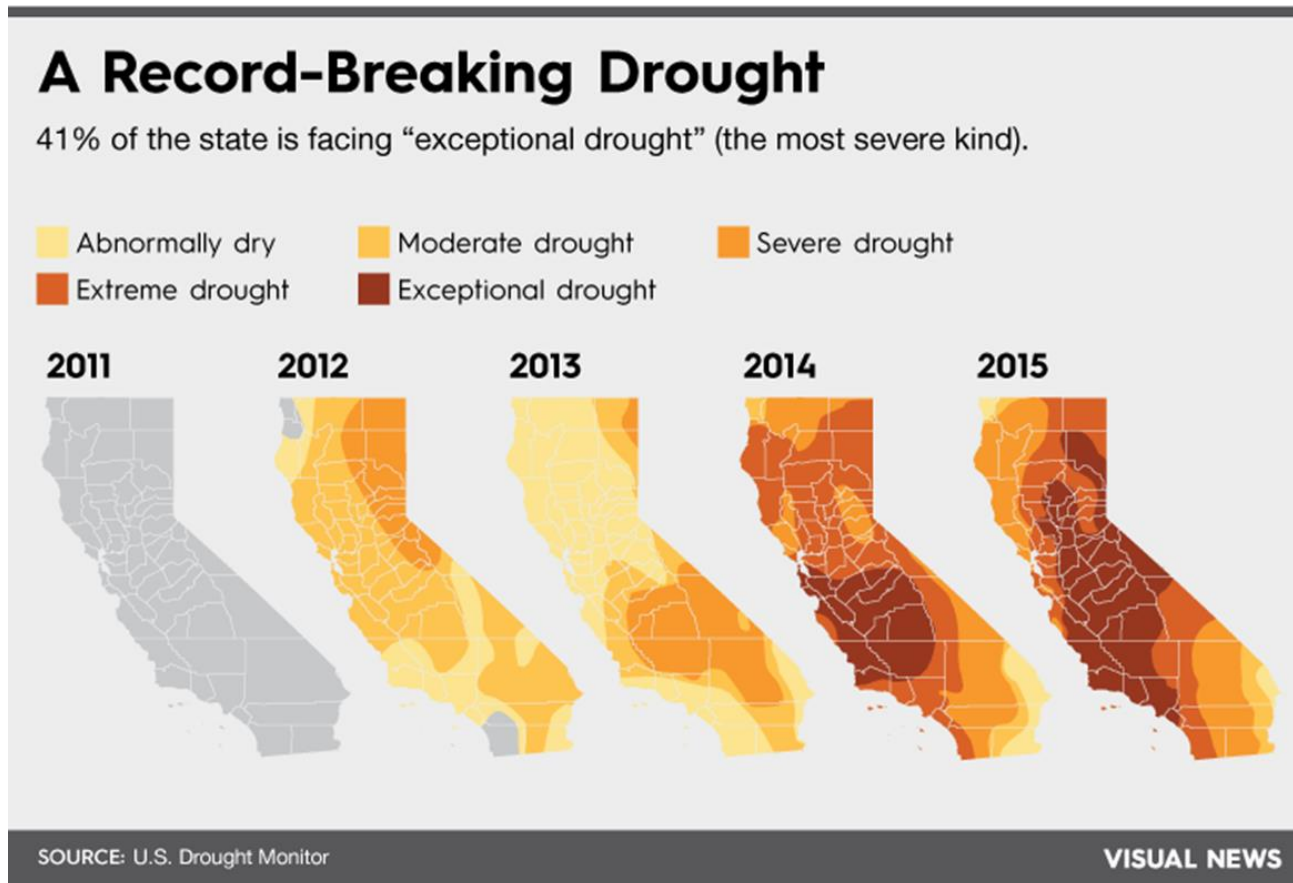 A Record-Breaking Drought
41% of the state is facing “exceptional drought” (the most severe kind).
Abnormally dry
Moderate drought
Severe drought
Extreme drought
Exceptional drought
2011
2012
2013
2014
2015
SOURCE: U.S. Drought Monitor
VISUAL NEWS